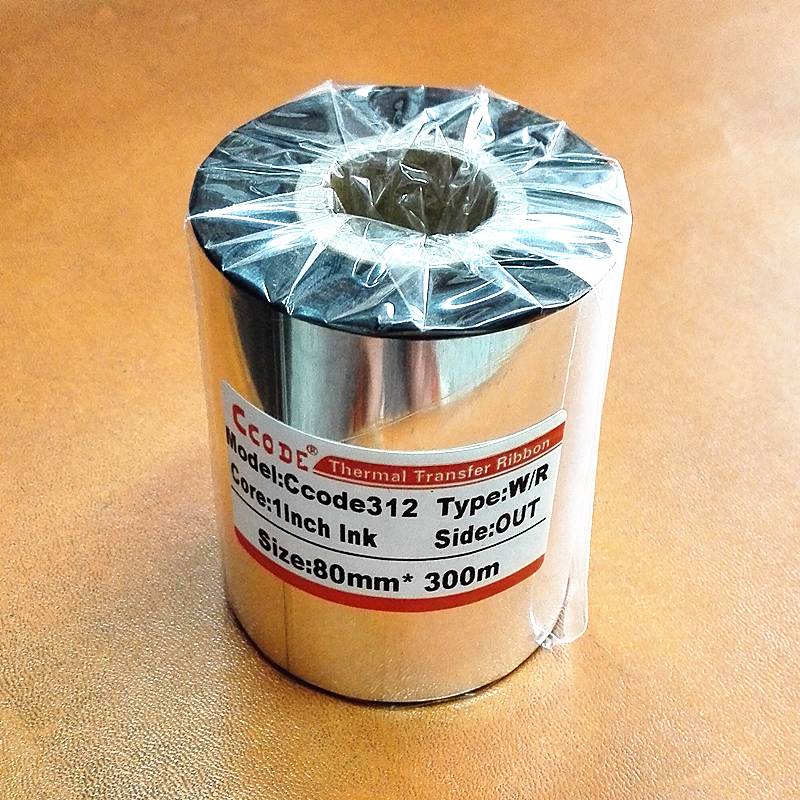 CCODE® Thermal Transfer Ribbon
Model:Ccode312 Type:W/R
Core:1Inch Ink Side:OUT
Size:80mm* 300m